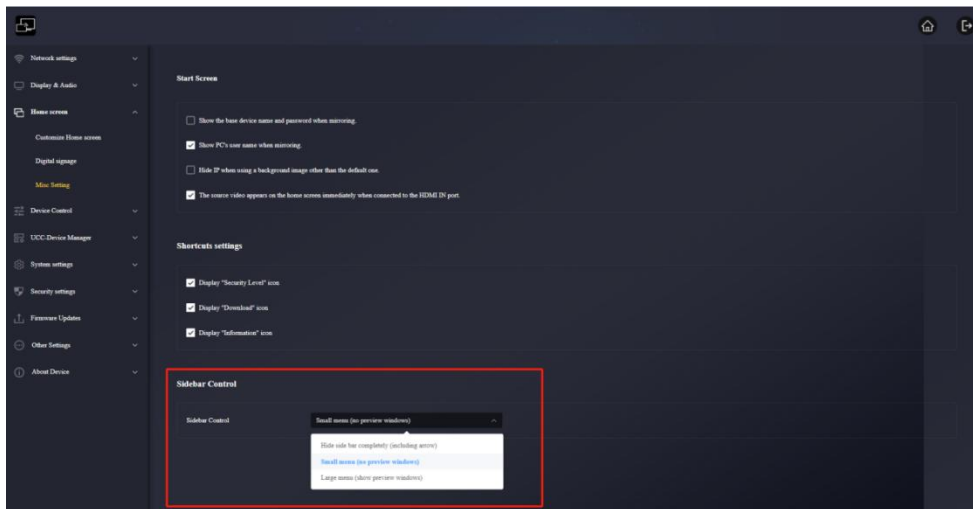 Network settings
Display & Audio
Home screen
Customize Home screen
Digital signage
Misc Setting
Device Control
UCC-Device Manager
System settings
Security settings
Firmware Updates
Other Settings
About Device
Start Screen
Show the base device name and password when mirroring.
Show PC's user name when mirroring.
Hide IP when using a background image other than the default one.
The source video appears on the home screen immediately when connected to the HDMI IN port.
Shortcuts settings
Display "Security Level" icon
Display "Download" icon
Display "Information" icon
Sidebar Control
Sidebar Control Small menu (no preview windows)
Hide side bar completely (including arrow)
Small menu (no preview windows)
Large menu (show preview windows)